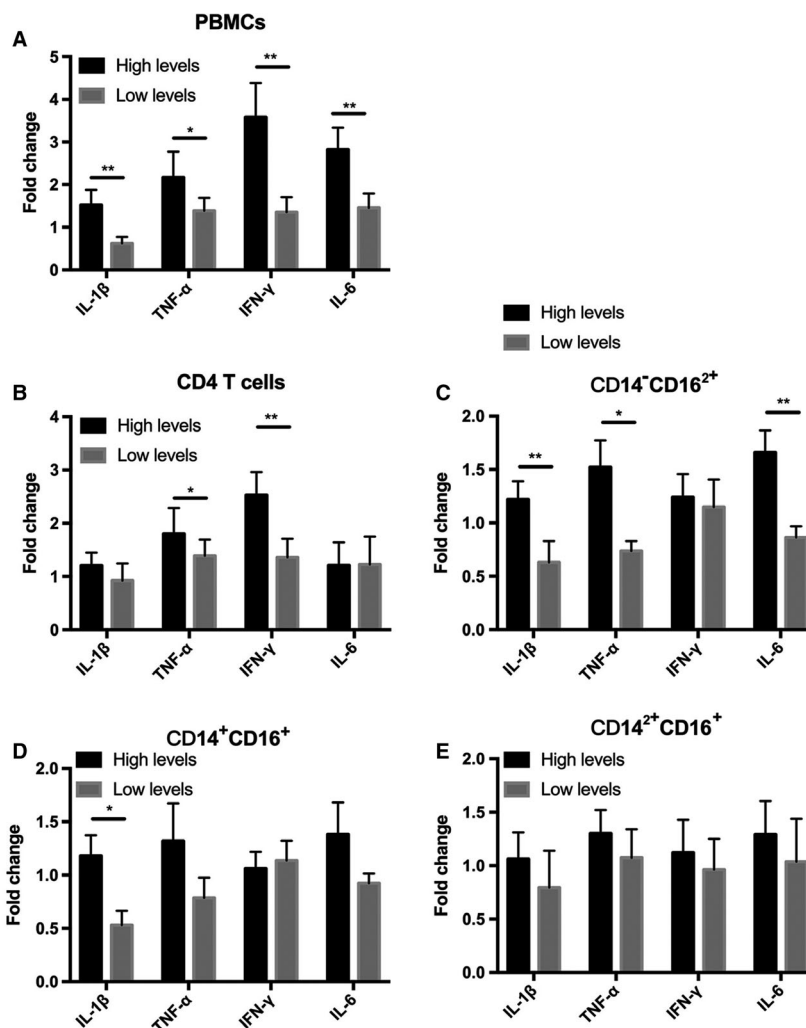 A
PBMCs
High levels
Low levels
Fold change
5
4
3
2
1
0
**
*
**
**
IL-1β
TNF-α
IFN-γ
IL-6
High levels
Low levels
B
CD4 T cells
High levels
Low levels
Fold change
4
3
2
1
0
*
**
IL-1β
TNF-α
IFN-γ
IL-6
C
CD14⁻CD16²⁺
Fold change
2.0
1.5
1.0
0.5
0.0
**
*
**
IL-1β
TNF-α
IFN-γ
IL-6
D
CD14⁺CD16⁺
High levels
Low levels
Fold change
2.0
1.5
1.0
0.5
0.0
*
IL-1β
TNF-α
IFN-γ
IL-6
E
CD14²⁺CD16⁺
High levels
Low levels
Fold change
2.0
1.5
1.0
0.5
0.0
IL-1β
TNF-α
IFN-γ
IL-6